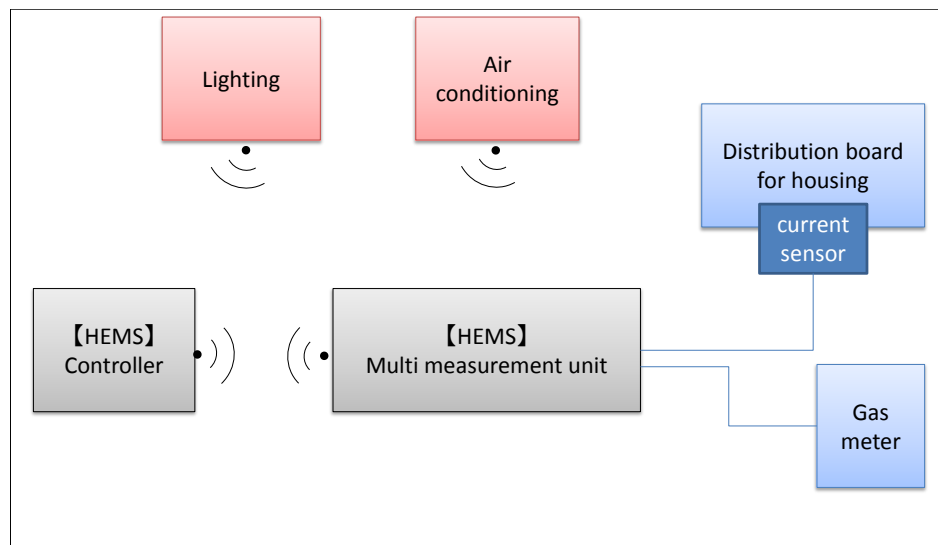 Lighting
Air
conditioning
Distribution board
for housing
current
sensor
【HEMS】
Controller
【HEMS】
Multi measurement unit
Gas
meter